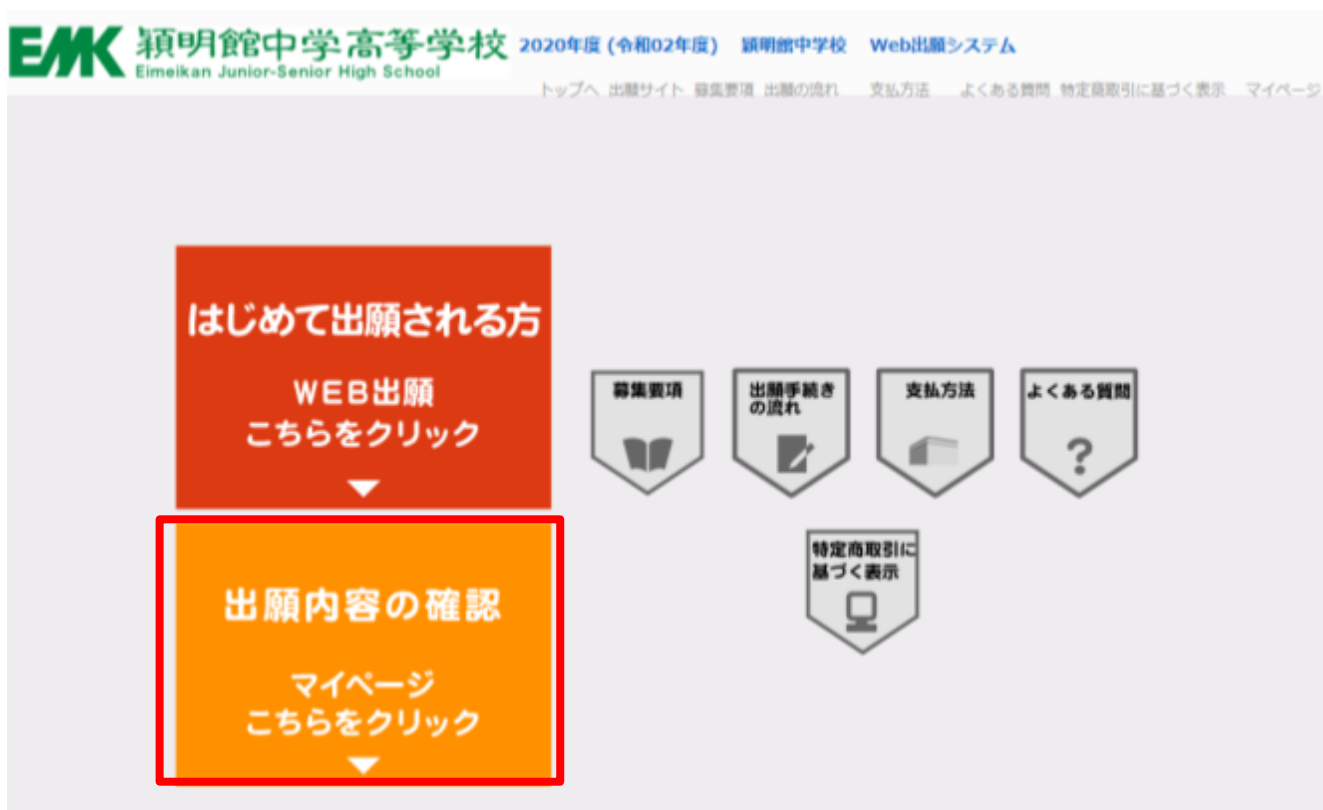 EMK 穎明館中学高等学校
Eimeikan Junior-Senior High School
2020年度 (令和02年度) 穎明館中学校 Web出願システム
トップへ 出願サイト 募集要項 出願の流れ 支払方法 よくある質問 特定商取引に基づく表示 マイページ
はじめて出願される方
WEB出願
こちらをクリック
募集要項
出願手続き
の流れ
支払方法
よくある質問
特定商取引に
基づく表示
出願内容の確認
マイページ
こちらをクリック